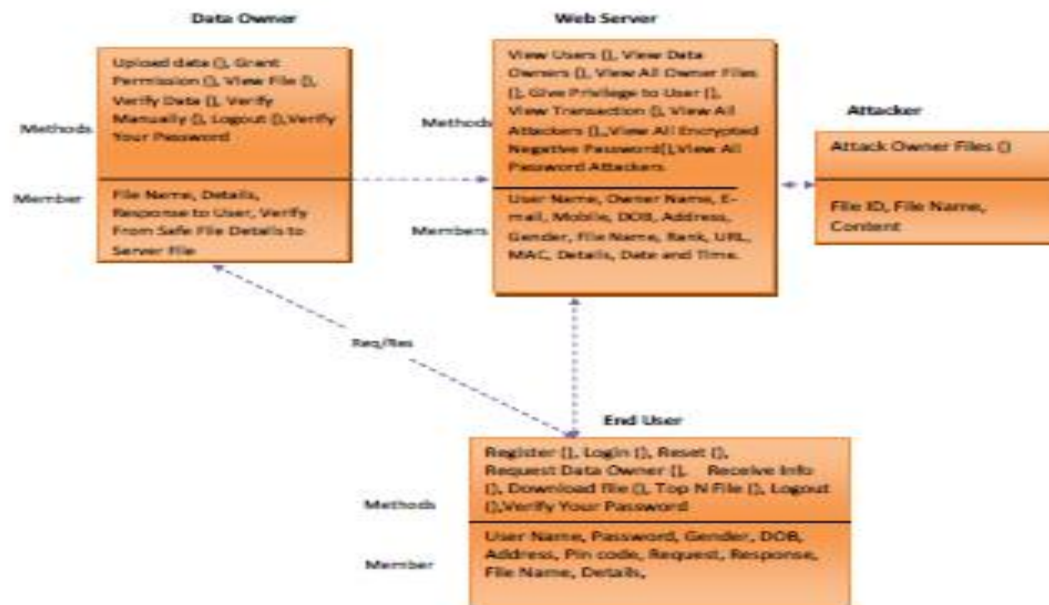 Data Owner
Upload data (), Grant
Permission (), View File (),
Verify Data (), Verify
Manually (), Logout (),Verify
Your Password
Methods
File Name, Details,
Response to User, Verify
From Safe File Details to
Server File
Member
Web Server
View Users (), View Data
Owners (), View All Owner Files
(), Give Privilege to User (),
View Transaction (), View All
Attackers (),,View All Encrypted
Negative Password(),View All
Password Attackers
Methods
User Name, Owner Name, E-
mail, Mobile, DOB, Address,
Gender, File Name, Rank, URL,
MAC, Details, Date and Time.
Members
Attacker
Attack Owner Files ()
File ID, File Name,
Content
Req/Res
End User
Register (), Login (), Reset (),
Request Data Owner (), Receive Info
(), Download file (), Top N File (), Logout
(),Verify Your Password
Methods
User Name, Password, Gender, DOB,
Address, Pin code, Request, Response,
File Name, Details,
Member